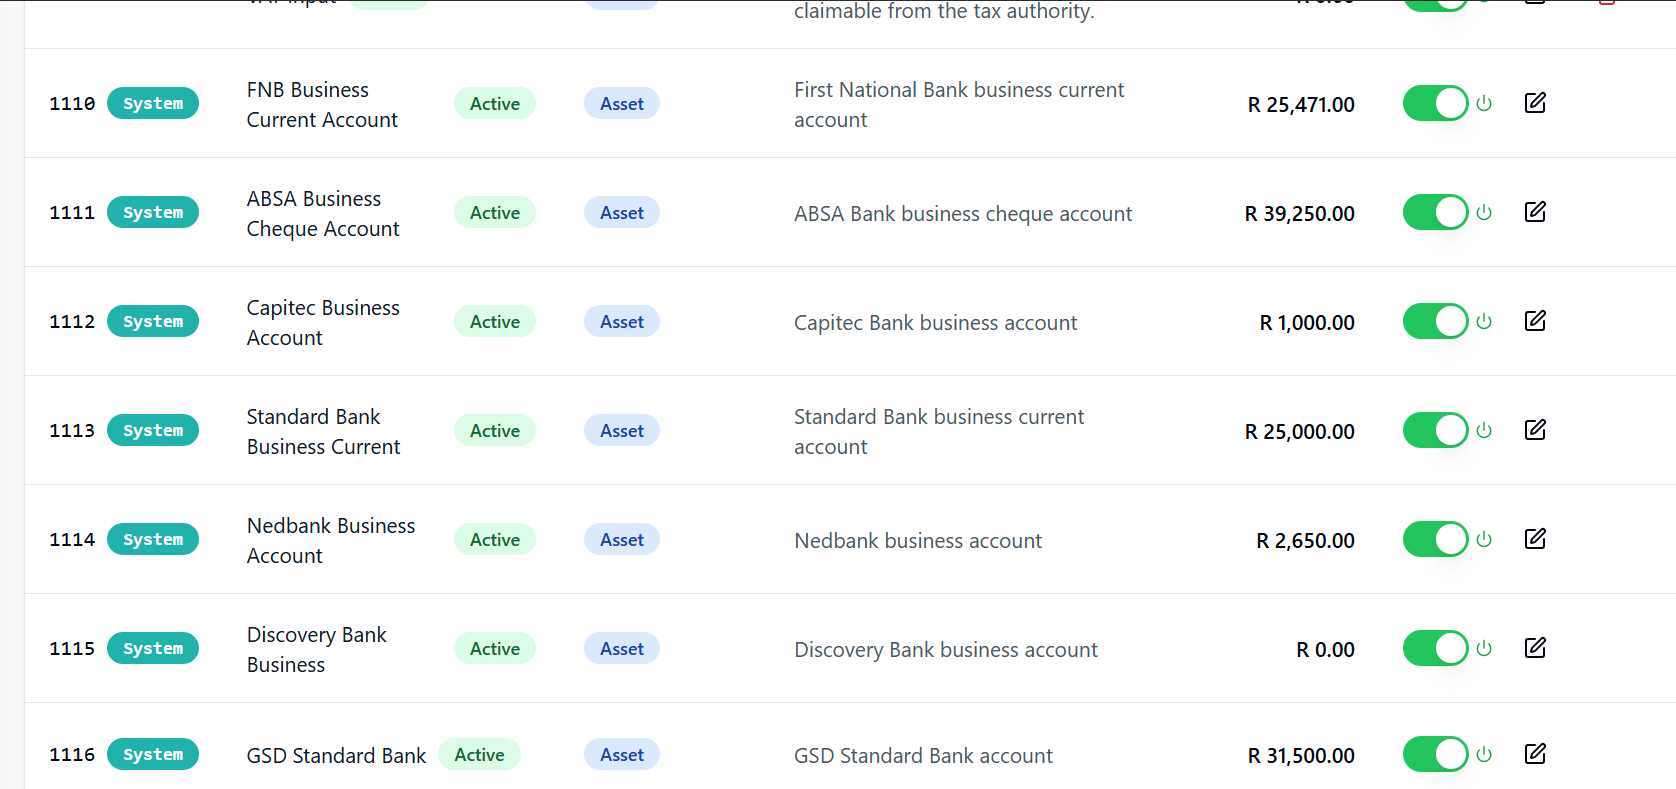 VAT Input
claimable from the tax authority.
R 0.00
1110 System FNB Business Current Account Active Asset First National Bank business current account R 25,471.00
1111 System ABSA Business Cheque Account Active Asset ABSA Bank business cheque account R 39,250.00
1112 System Capitec Business Account Active Asset Capitec Bank business account R 1,000.00
1113 System Standard Bank Business Current Active Asset Standard Bank business current account R 25,000.00
1114 System Nedbank Business Account Active Asset Nedbank business account R 2,650.00
1115 System Discovery Bank Business Active Asset Discovery Bank business account R 0.00
1116 System GSD Standard Bank Active Asset GSD Standard Bank account R 31,500.00